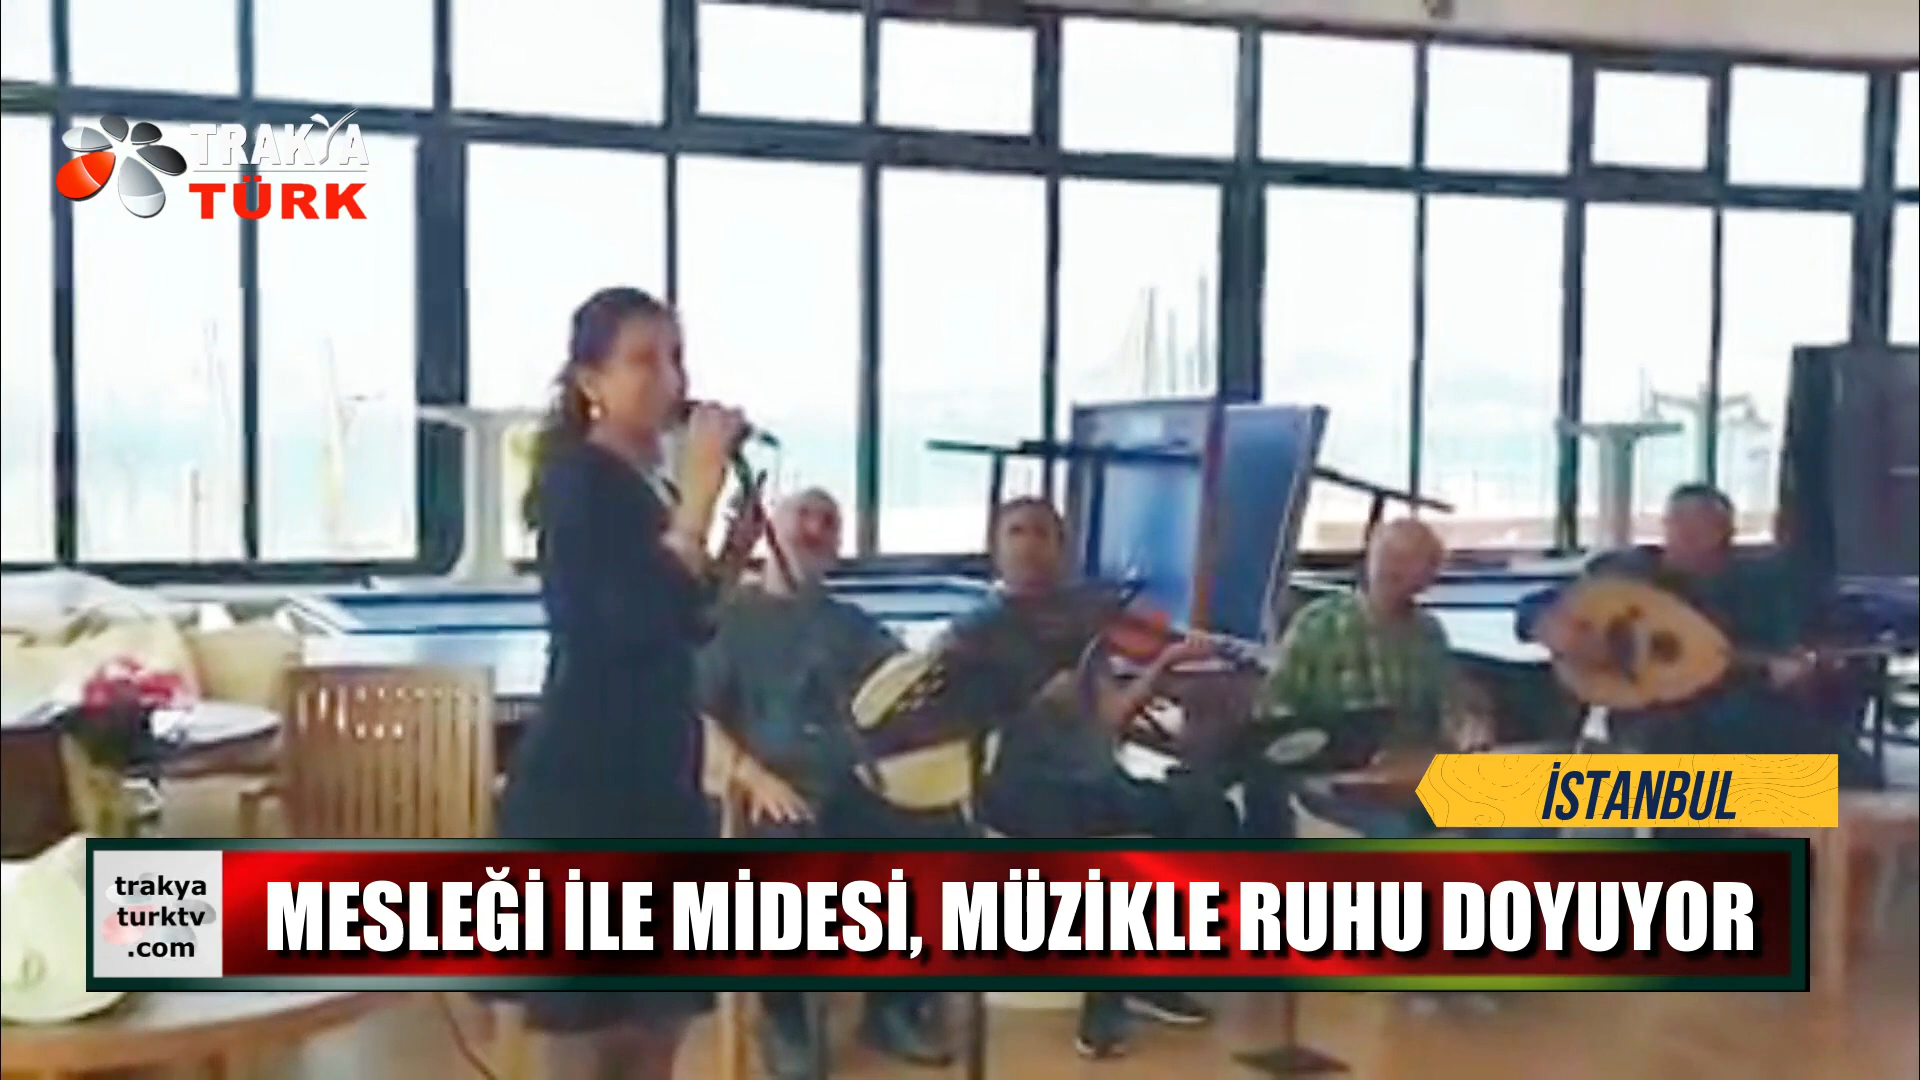 TRAKYA
TÜRK
İSTANBUL
trakya
turktv
.com
MESLEĞİ İLE MİDESİ, MÜZİKLE RUHU DOYUYOR